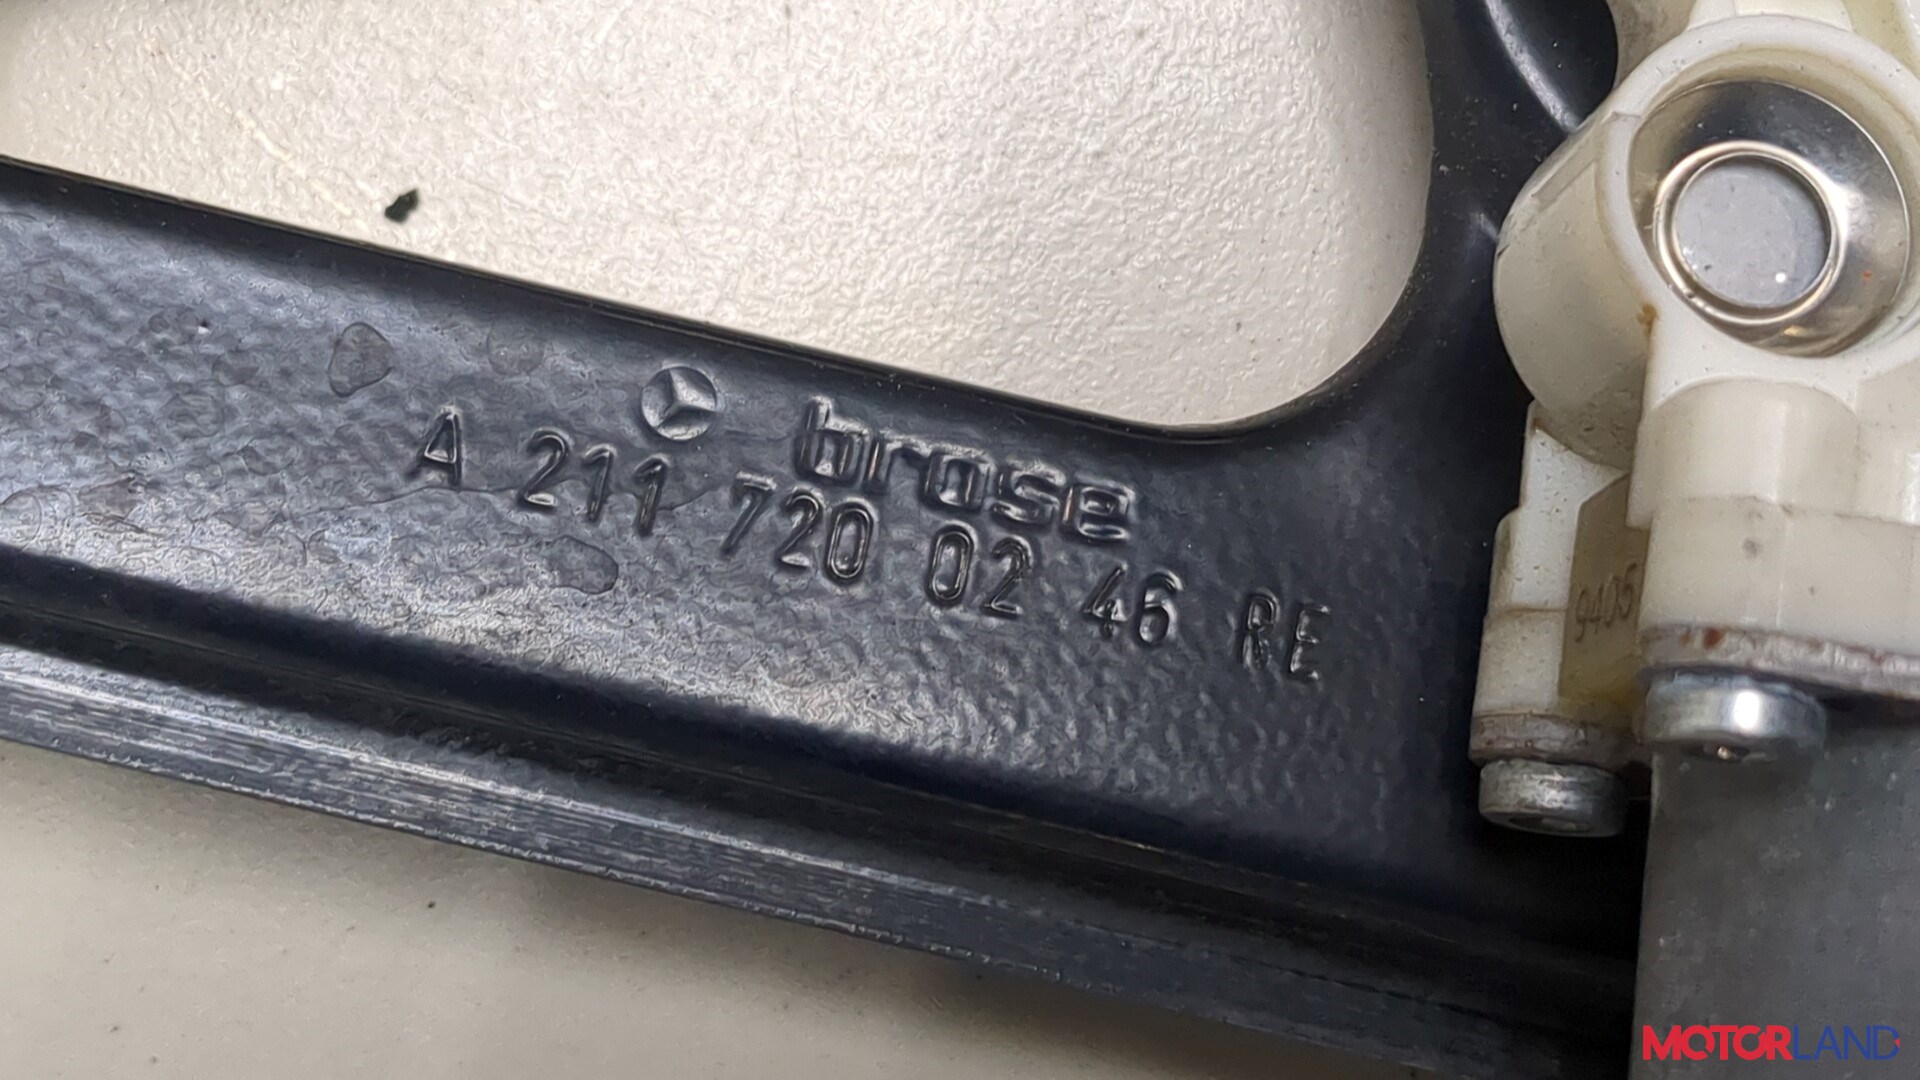 brose
A 211 720 02 46 RE
9406
MOTORLAND